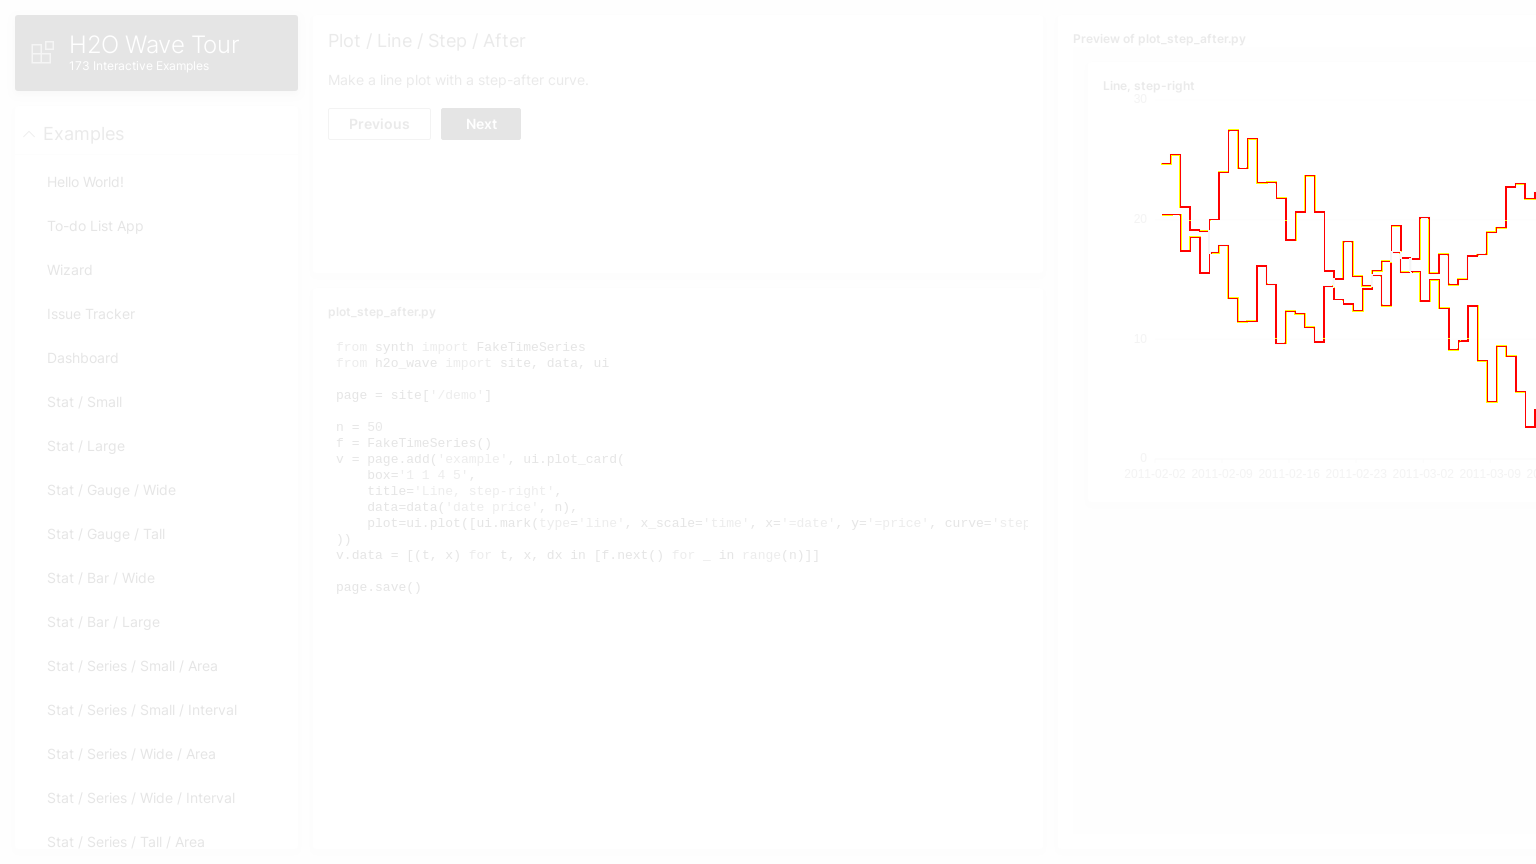 H2O Wave Tour
173 Interactive Examples
Examples
Hello World!
To-do List App
Wizard
Issue Tracker
Dashboard
Stat / Small
Stat / Large
Stat / Gauge / Wide
Stat / Gauge / Tall
Stat / Bar / Wide
Stat / Bar / Large
Stat / Series / Small / Area
Stat / Series / Small / Interval
Stat / Series / Wide / Area
Stat / Series / Wide / Interval
Stat / Series / Tall / Area
Plot / Line / Step / After
Make a line plot with a step-after curve.
Previous
Next
plot_step_after.py
from synth import FakeTimeSeries
from h2o_wave import site, data, ui
page = site['/demo']
n = 50
f = FakeTimeSeries()
v = page.add('example', ui.plot_card(
    box='1 1 4 5',
    title='Line, step-right',
    data=data('date price', n),
    plot=ui.plot([ui.mark(type='line', x_scale='time', x='=date', y='=price', curve='step
))
v.data = [(t, x) for t, x, dx in [f.next() for _ in range(n)]]
page.save()
Preview of plot_step_after.py
Line, step-right
30
20
10
0
2011-02-02 2011-02-09 2011-02-16 2011-02-23 2011-03-02 2011-03-09 20